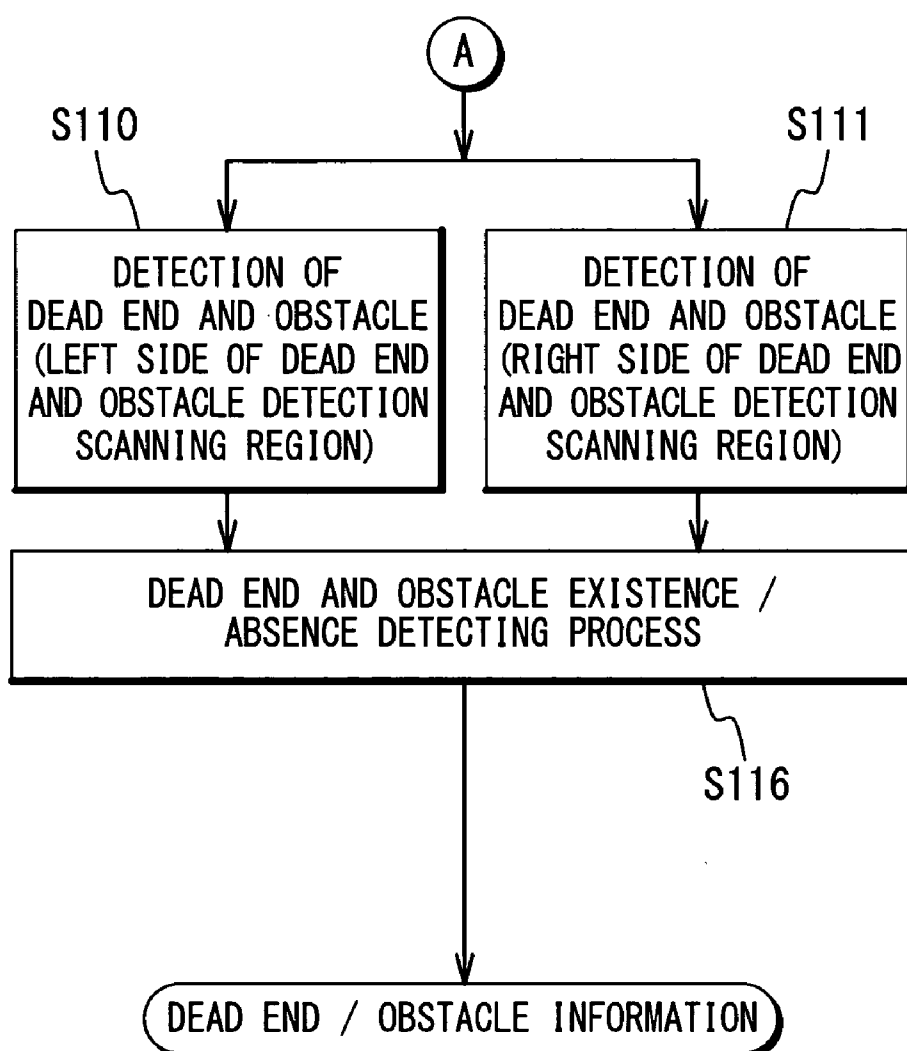 A
S110
S111
DETECTION OF
DEAD END AND OBSTACLE
(LEFT SIDE OF DEAD END
AND OBSTACLE DETECTION
SCANNING REGION)
DETECTION OF
DEAD END AND OBSTACLE
(RIGHT SIDE OF DEAD END
AND OBSTACLE DETECTION
SCANNING REGION)
DEAD END AND OBSTACLE EXISTENCE /
ABSENCE DETECTING PROCESS
S116
DEAD END / OBSTACLE INFORMATION